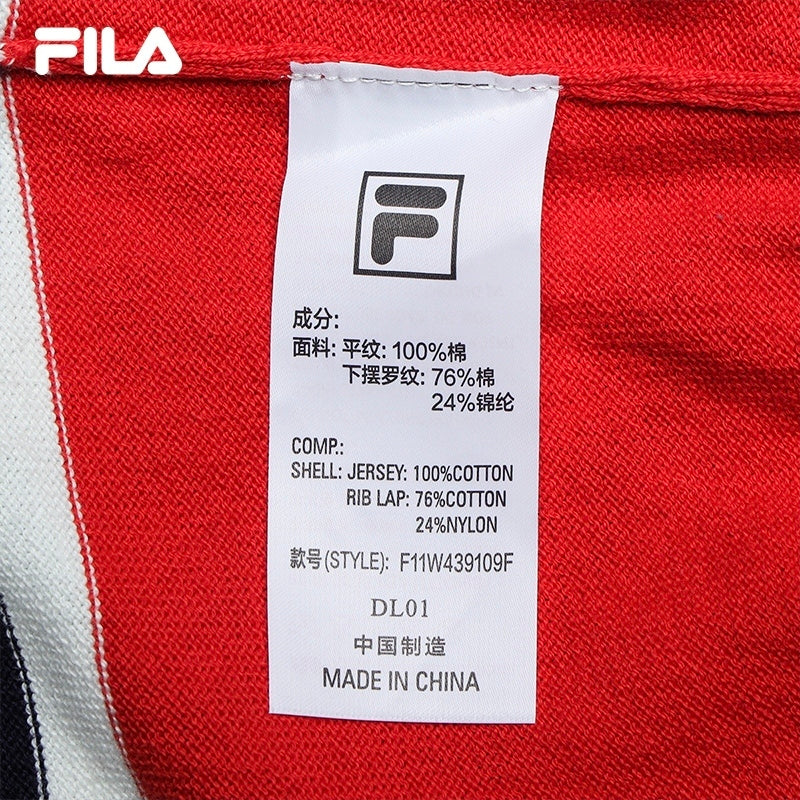 FILA
F
成分:
面料: 平纹: 100%棉
下摆罗纹: 76%棉
24%锦纶
COMP.:
SHELL: JERSEY: 100%COTTON
RIB LAP: 76%COTTON
24%NYLON
款号(STYLE): F11W439109F
DL01
中国制造
MADE IN CHINA